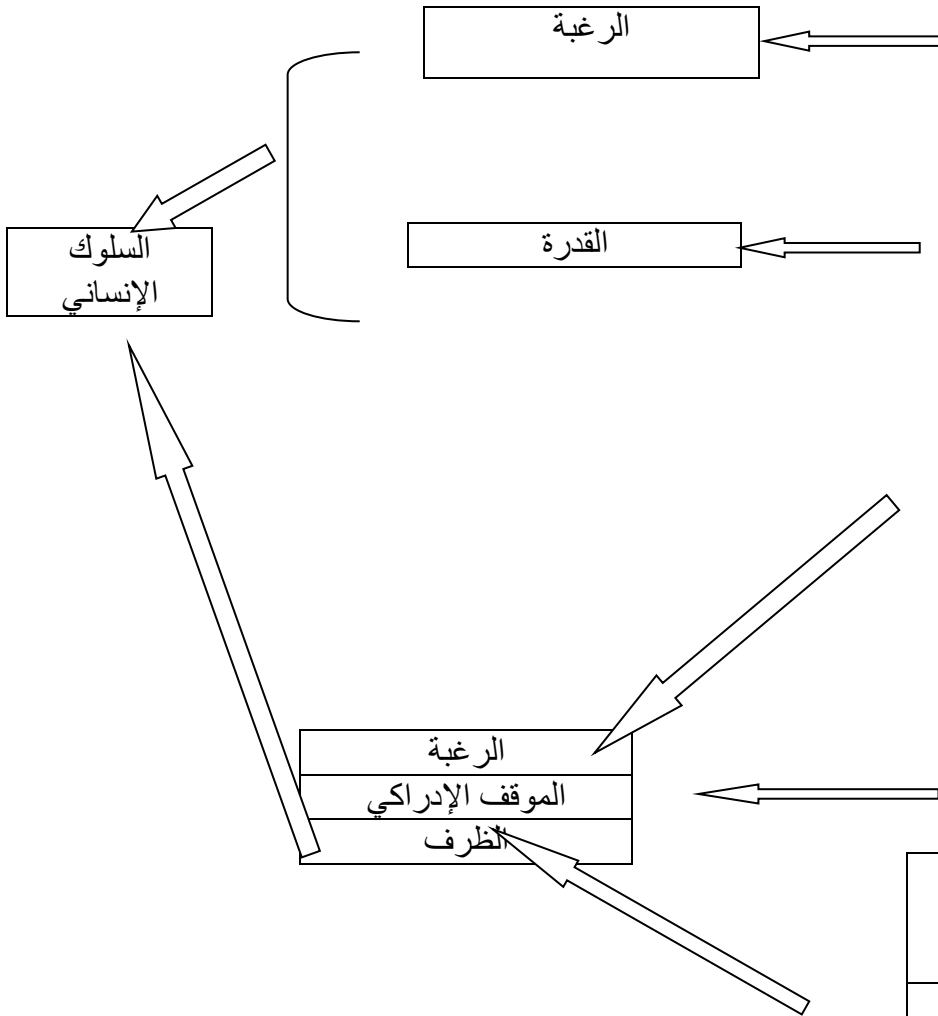 الرغبة
القدرة
السلوك
الإنساني
الرغبة
الموقف الإدراكي
الظرف